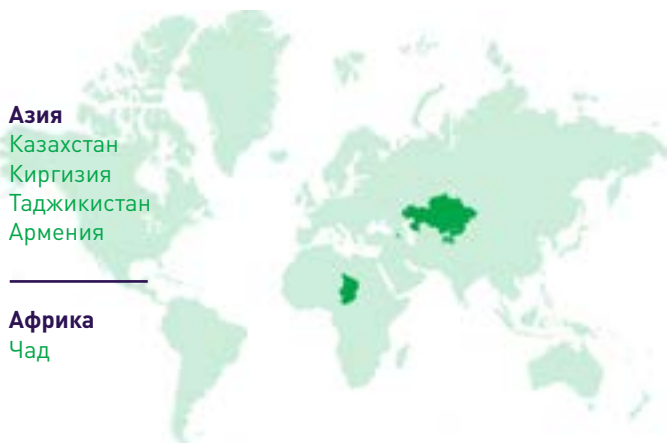 Азия
Казахстан
Киргизия
Таджикистан
Армения
Африка
Чад